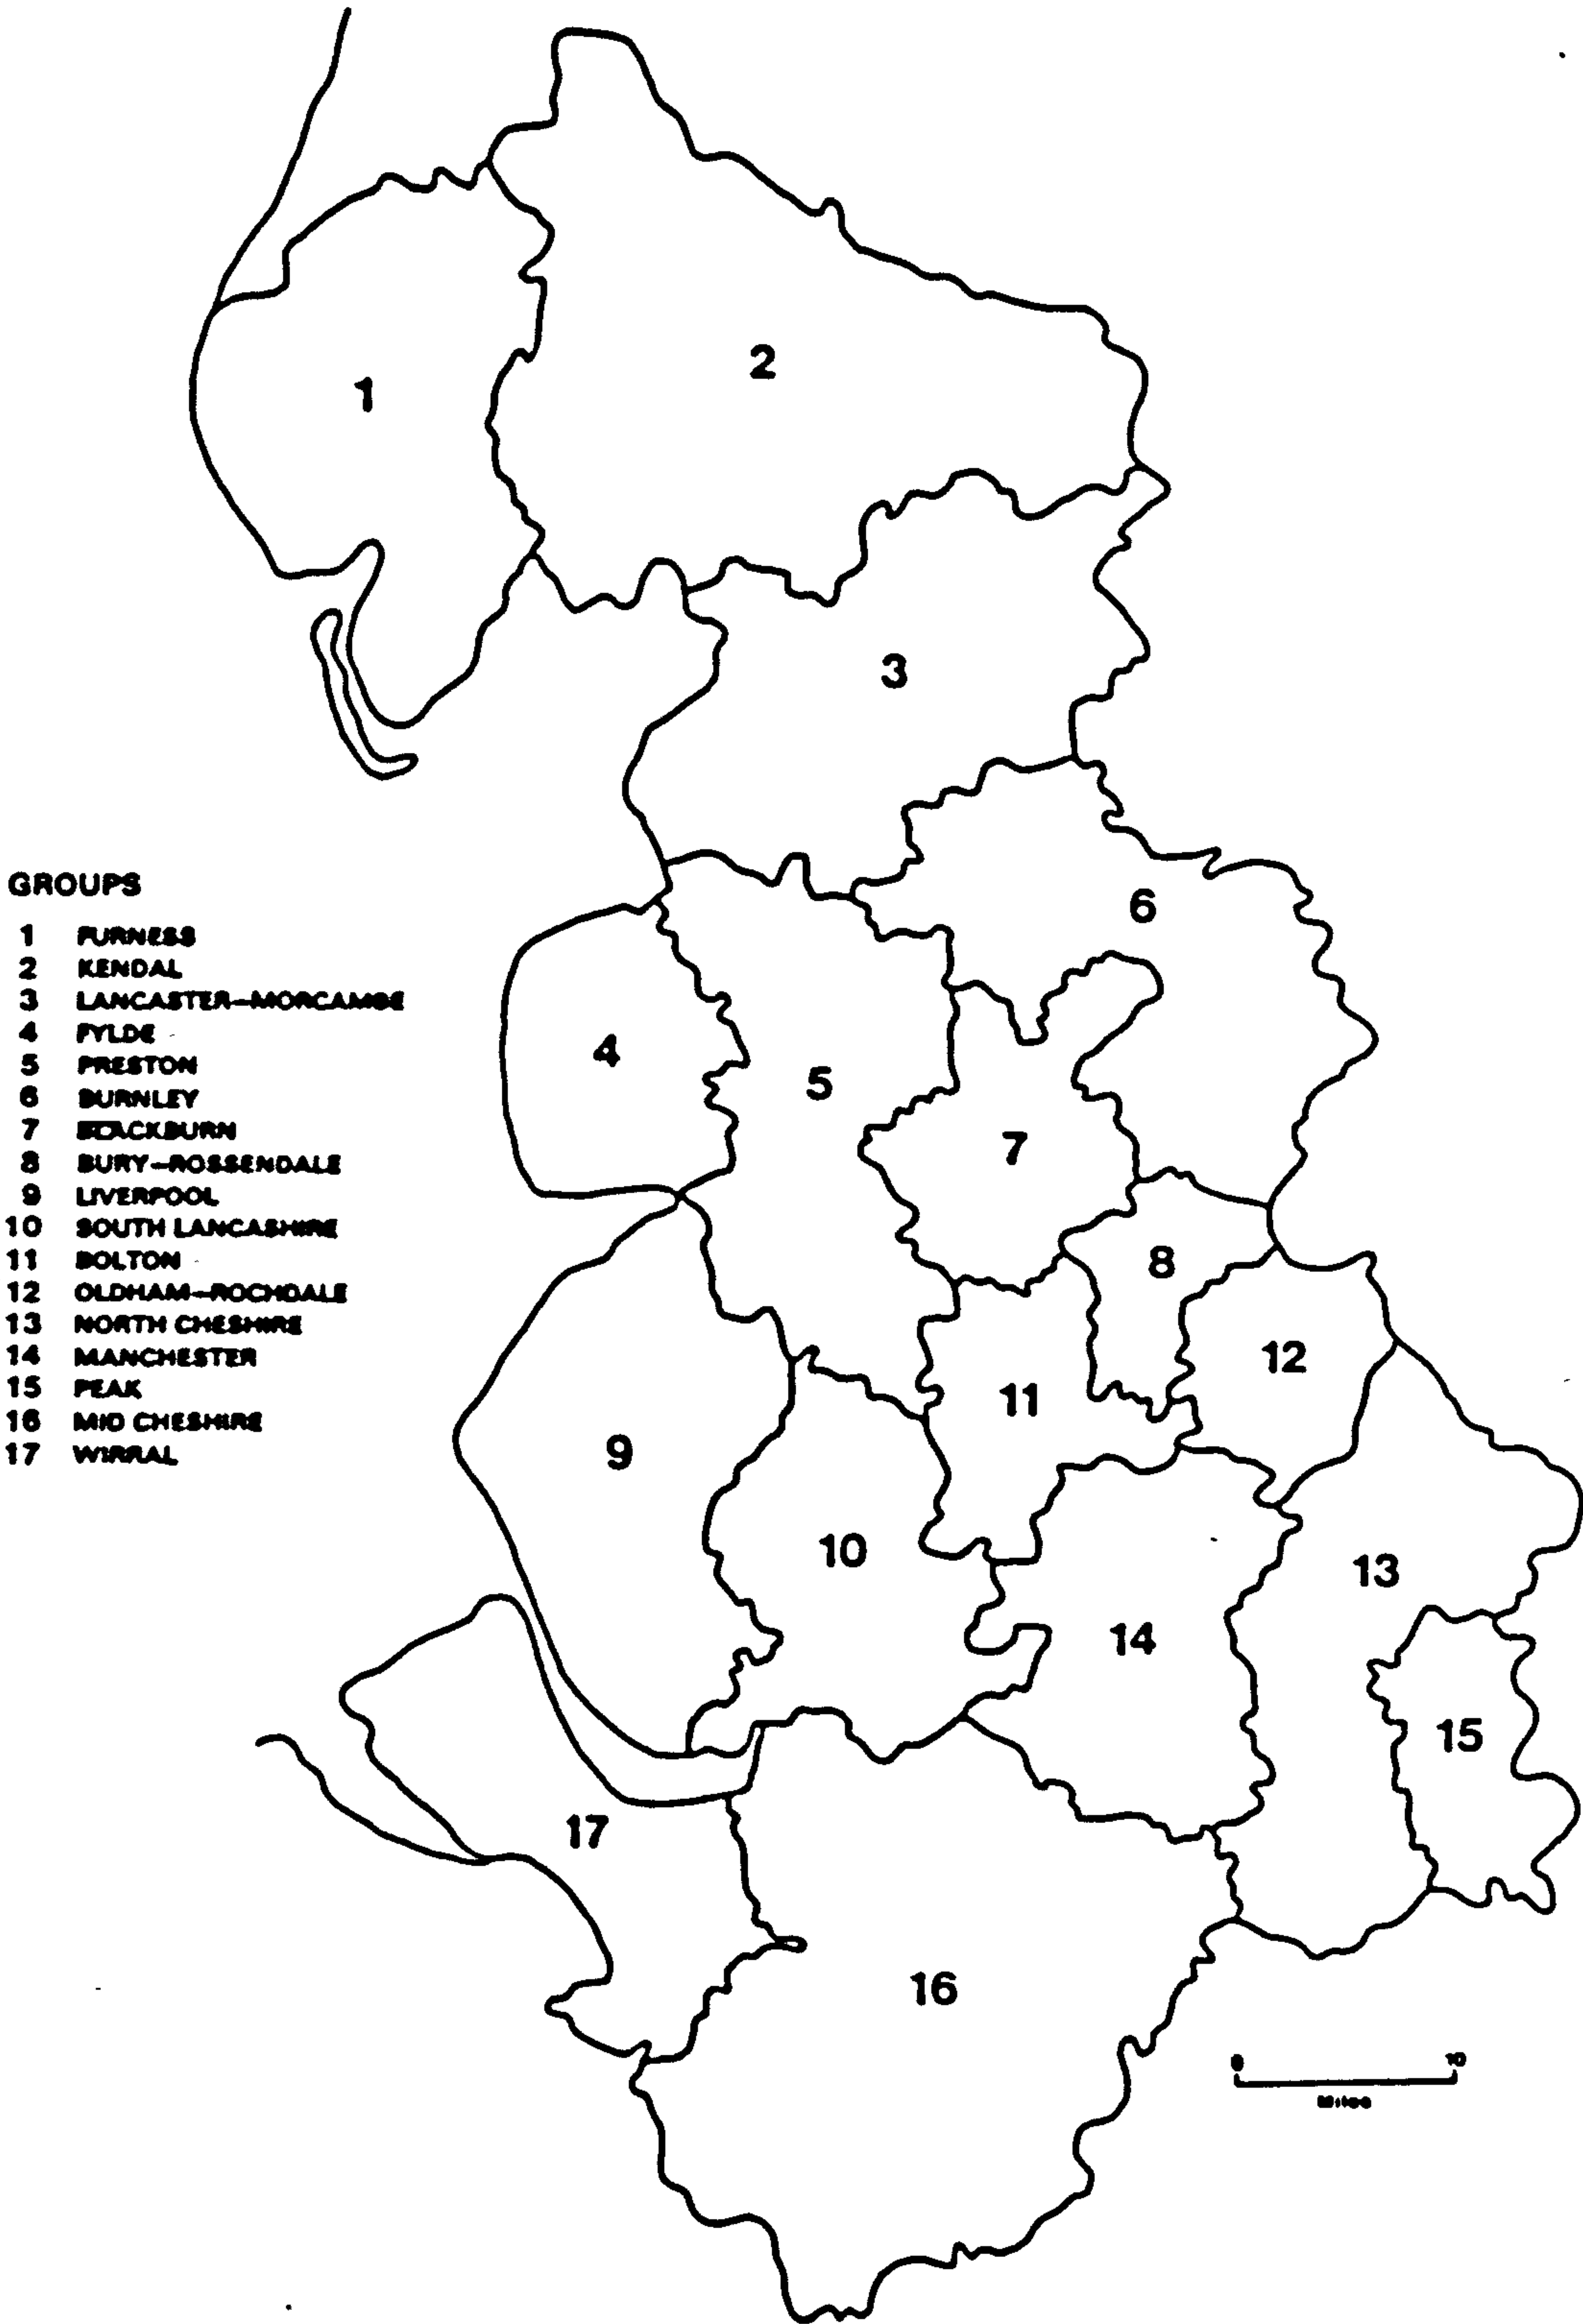 1
2
3
GROUPS
1 FURNESS
2 KENDAL
3 LANCASTER–MORCAMBE
4 FYLDE
5 PRESTON
6 BURNLEY
7 BLACKBURN
8 BURY–ROSSENDALE
9 LIVERPOOL
10 SOUTH LANCASHIRE
11 BOLTON
12 OLDHAM–ROCHDALE
13 NORTH CHESHIRE
14 MANCHESTER
15 PEAK
16 MID CHESHIRE
17 WIRRAL
6
4
5
7
8
12
11
9
10
13
14
15
17
16
0 10
Miles